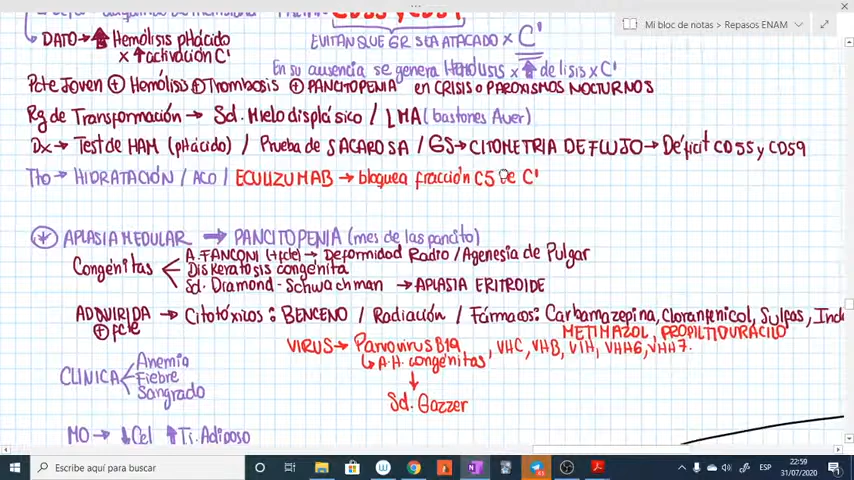 Mi bloc de notas > Repasos ENAM
CD55 y CD59
DATO → ↑ Hemólisis pHácido
x ↑ activación C'
EVITAN QUE GR SEA ATACADO x C'
En su ausencia se genera HEMÓLISIS x ↑ de lisis x C'
Pcte Joven + Hemólisis + Trombosis + PANCITOPENIA en CRISIS o PAROXISMOS NOCTURNOS
Rg de Transformación → Sd. Mielodisplásico / LMA (bastones Auer)
Dx → Test de HAM (pHácido) / Prueba de SACAROSA / GS → CITOMETRIA DE FLUJO → Déficit CD55 y CD59
Tto → HIDRATACIÓN / ACO / ECULIZUMAB → bloquea fracción C5 de C'
APLASIA MEDULAR → PANCITOPENIA (mes de las pancito)
Congénitas
A. FANCONI (+fcte) → Deformidad Radio / Agenesia de Pulgar
Diskeratosis congénita
Sd. Diamond-Schwachman → APLASIA ERITROIDE
ADQUIRIDA → Citotóxicos: BENCENO / Radiación / Fármacos: Carbamazepina, Cloranfenicol, Sulfas, Ind
+fcte
METIMAZOL, PROPILTIOURACILO
VIRUS → Parvovirus B19, VHC, VHB, VIH, VHH6, VHH7.
↳ A.H. congénitas
↓
Sd. Gazzer
CLINICA
Anemia
Fiebre
Sangrado
MO → ↓Cel ↑ Ti. Adiposo
Escribe aquí para buscar
ESP
22:59
31/07/2020